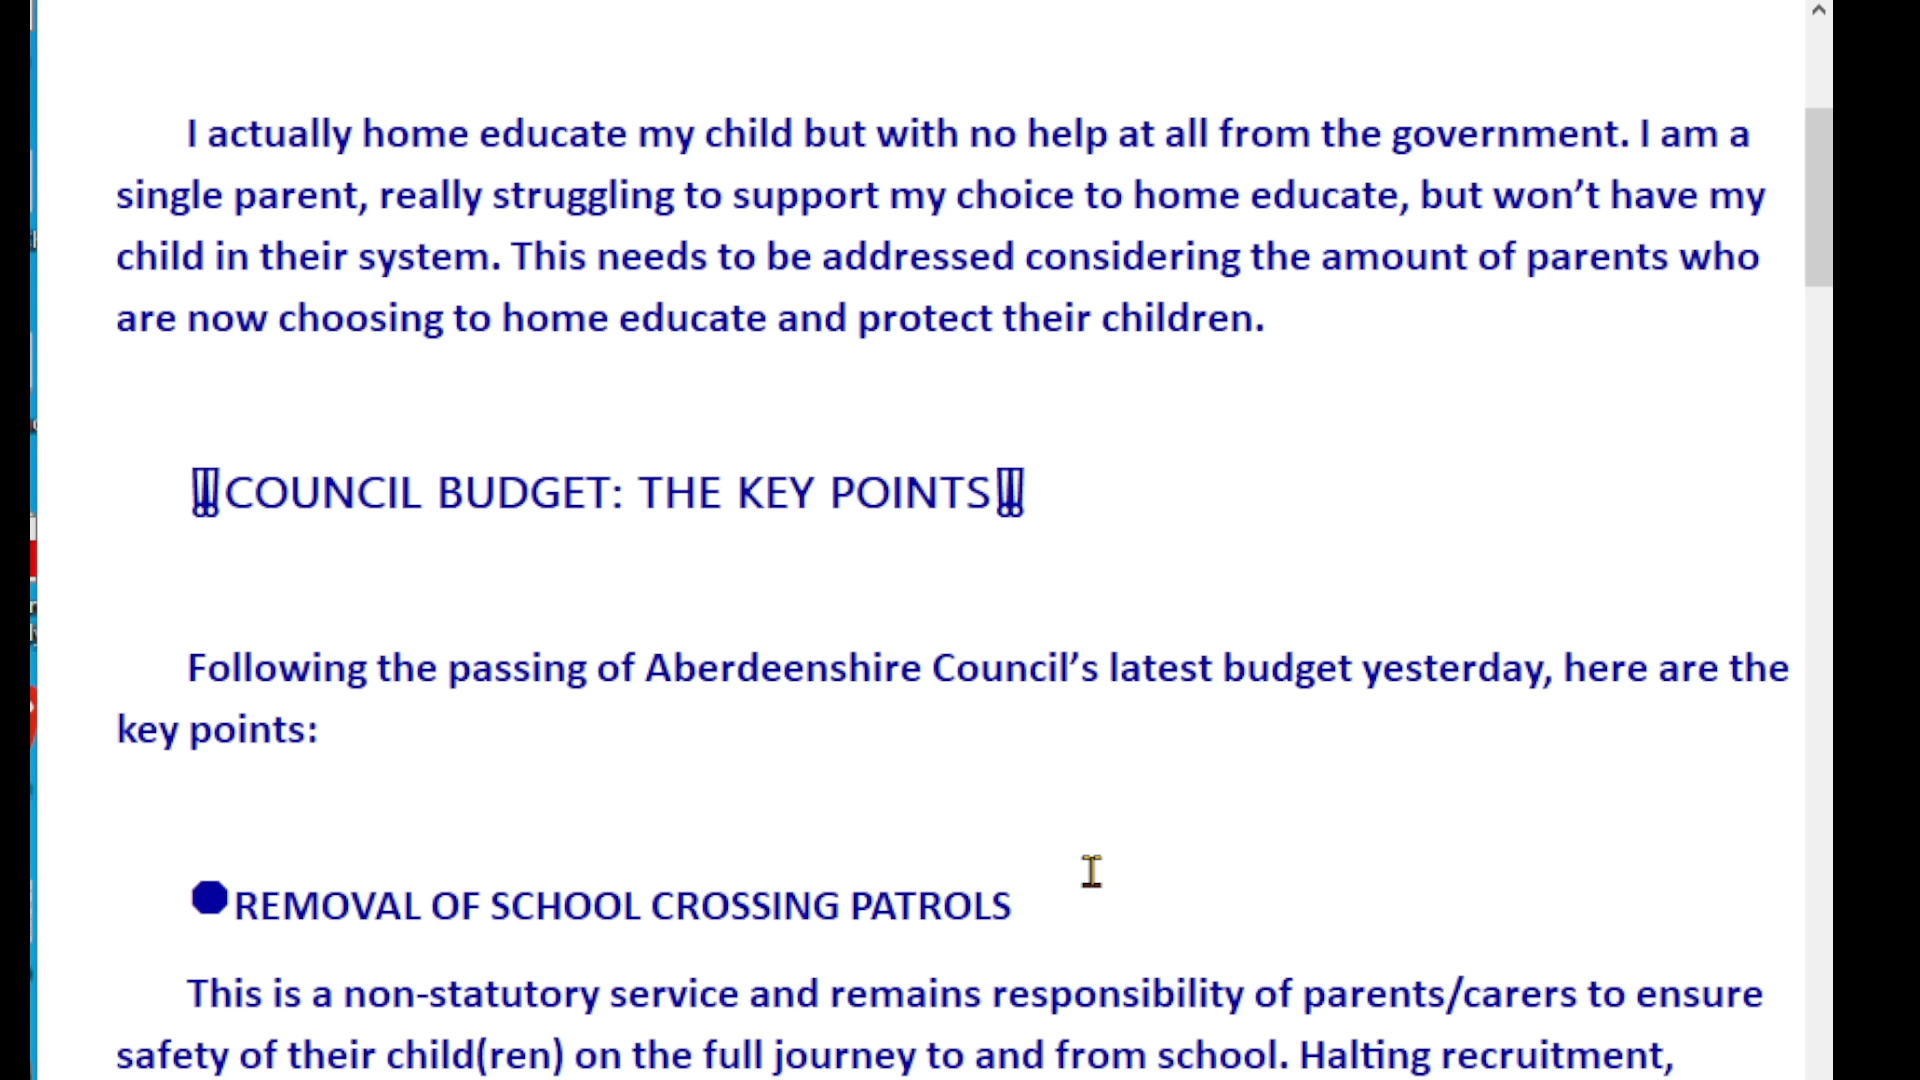 I actually home educate my child but with no help at all from the government. I am a
single parent, really struggling to support my choice to home educate, but won’t have my
child in their system. This needs to be addressed considering the amount of parents who
are now choosing to home educate and protect their children.
‼COUNCIL BUDGET: THE KEY POINTS‼
Following the passing of Aberdeenshire Council’s latest budget yesterday, here are the
key points:
REMOVAL OF SCHOOL CROSSING PATROLS
This is a non-statutory service and remains responsibility of parents/carers to ensure
safety of their child(ren) on the full journey to and from school. Halting recruitment,